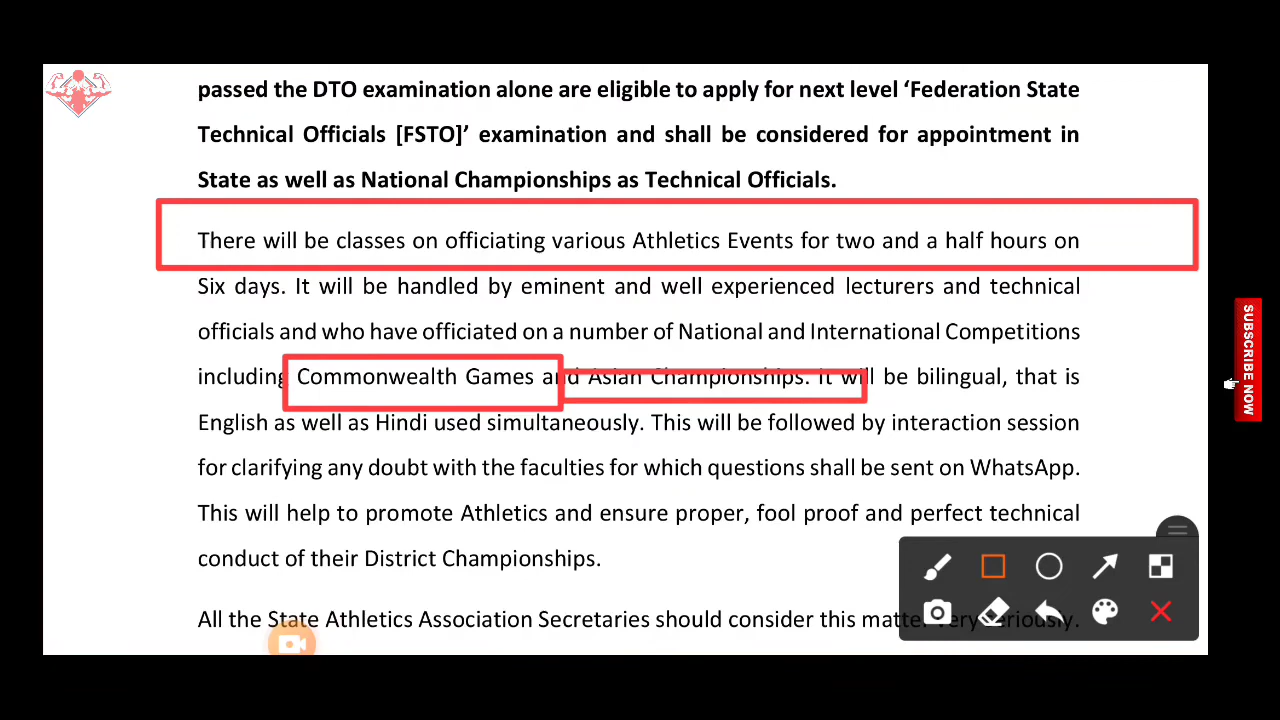 passed the DTO examination alone are eligible to apply for next level ‘Federation State
Technical Officials [FSTO]’ examination and shall be considered for appointment in
State as well as National Championships as Technical Officials.
There will be classes on officiating various Athletics Events for two and a half hours on
Six days. It will be handled by eminent and well experienced lecturers and technical
officials and who have officiated on a number of National and International Competitions
including Commonwealth Games and Asian Championships. It will be bilingual, that is
English as well as Hindi used simultaneously. This will be followed by interaction session
for clarifying any doubt with the faculties for which questions shall be sent on WhatsApp.
This will help to promote Athletics and ensure proper, fool proof and perfect technical
conduct of their District Championships.
All the State Athletics Association Secretaries should consider this matter very seriously.
SUBSCRIBE NOW